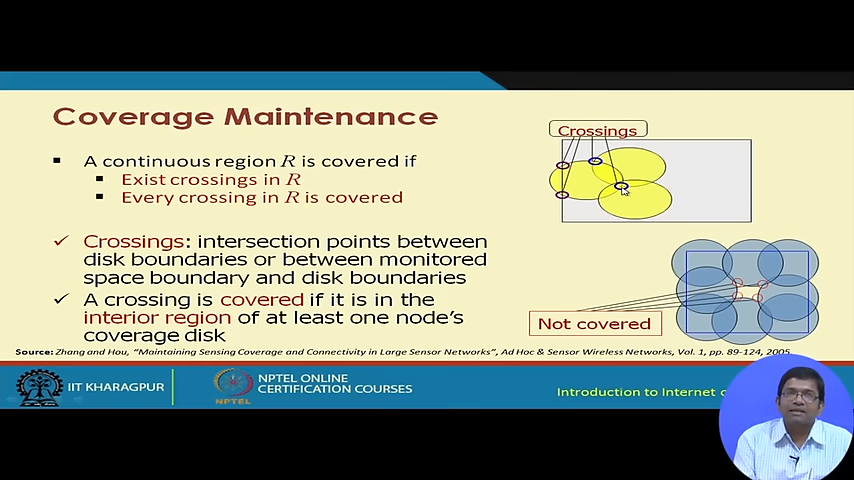 Coverage Maintenance
A continuous region R is covered if
Exist crossings in R
Every crossing in R is covered
Crossings: intersection points between
disk boundaries or between monitored
space boundary and disk boundaries
A crossing is covered if it is in the
interior region of at least one node's
coverage disk
Crossings
Not covered
Source: Zhang and Hou, "Maintaining Sensing Coverage and Connectivity in Large Sensor Networks", Ad Hoc & Sensor Wireless Networks, Vol. 1, pp. 89-124, 2005.
IIT KHARAGPUR
NPTEL
NPTEL ONLINE
CERTIFICATION COURSES
Introduction to Internet